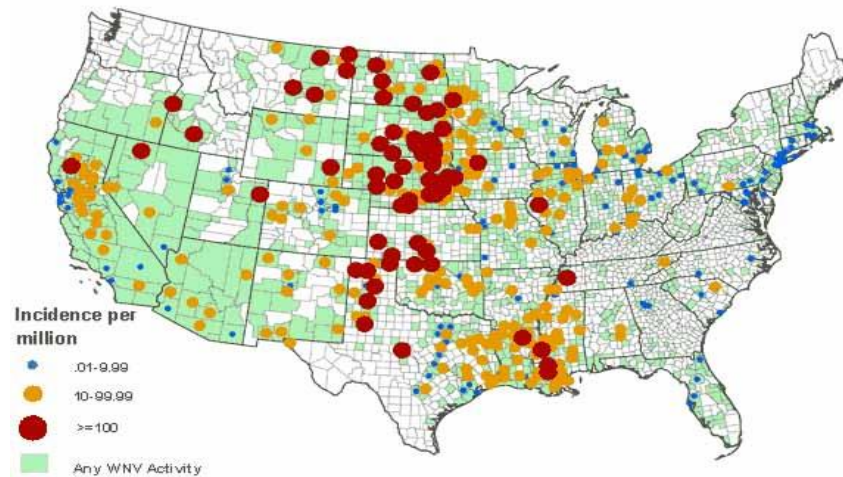 Incidence per
million
.01-9.99
10-99.99
>=100
Any WNV Activity